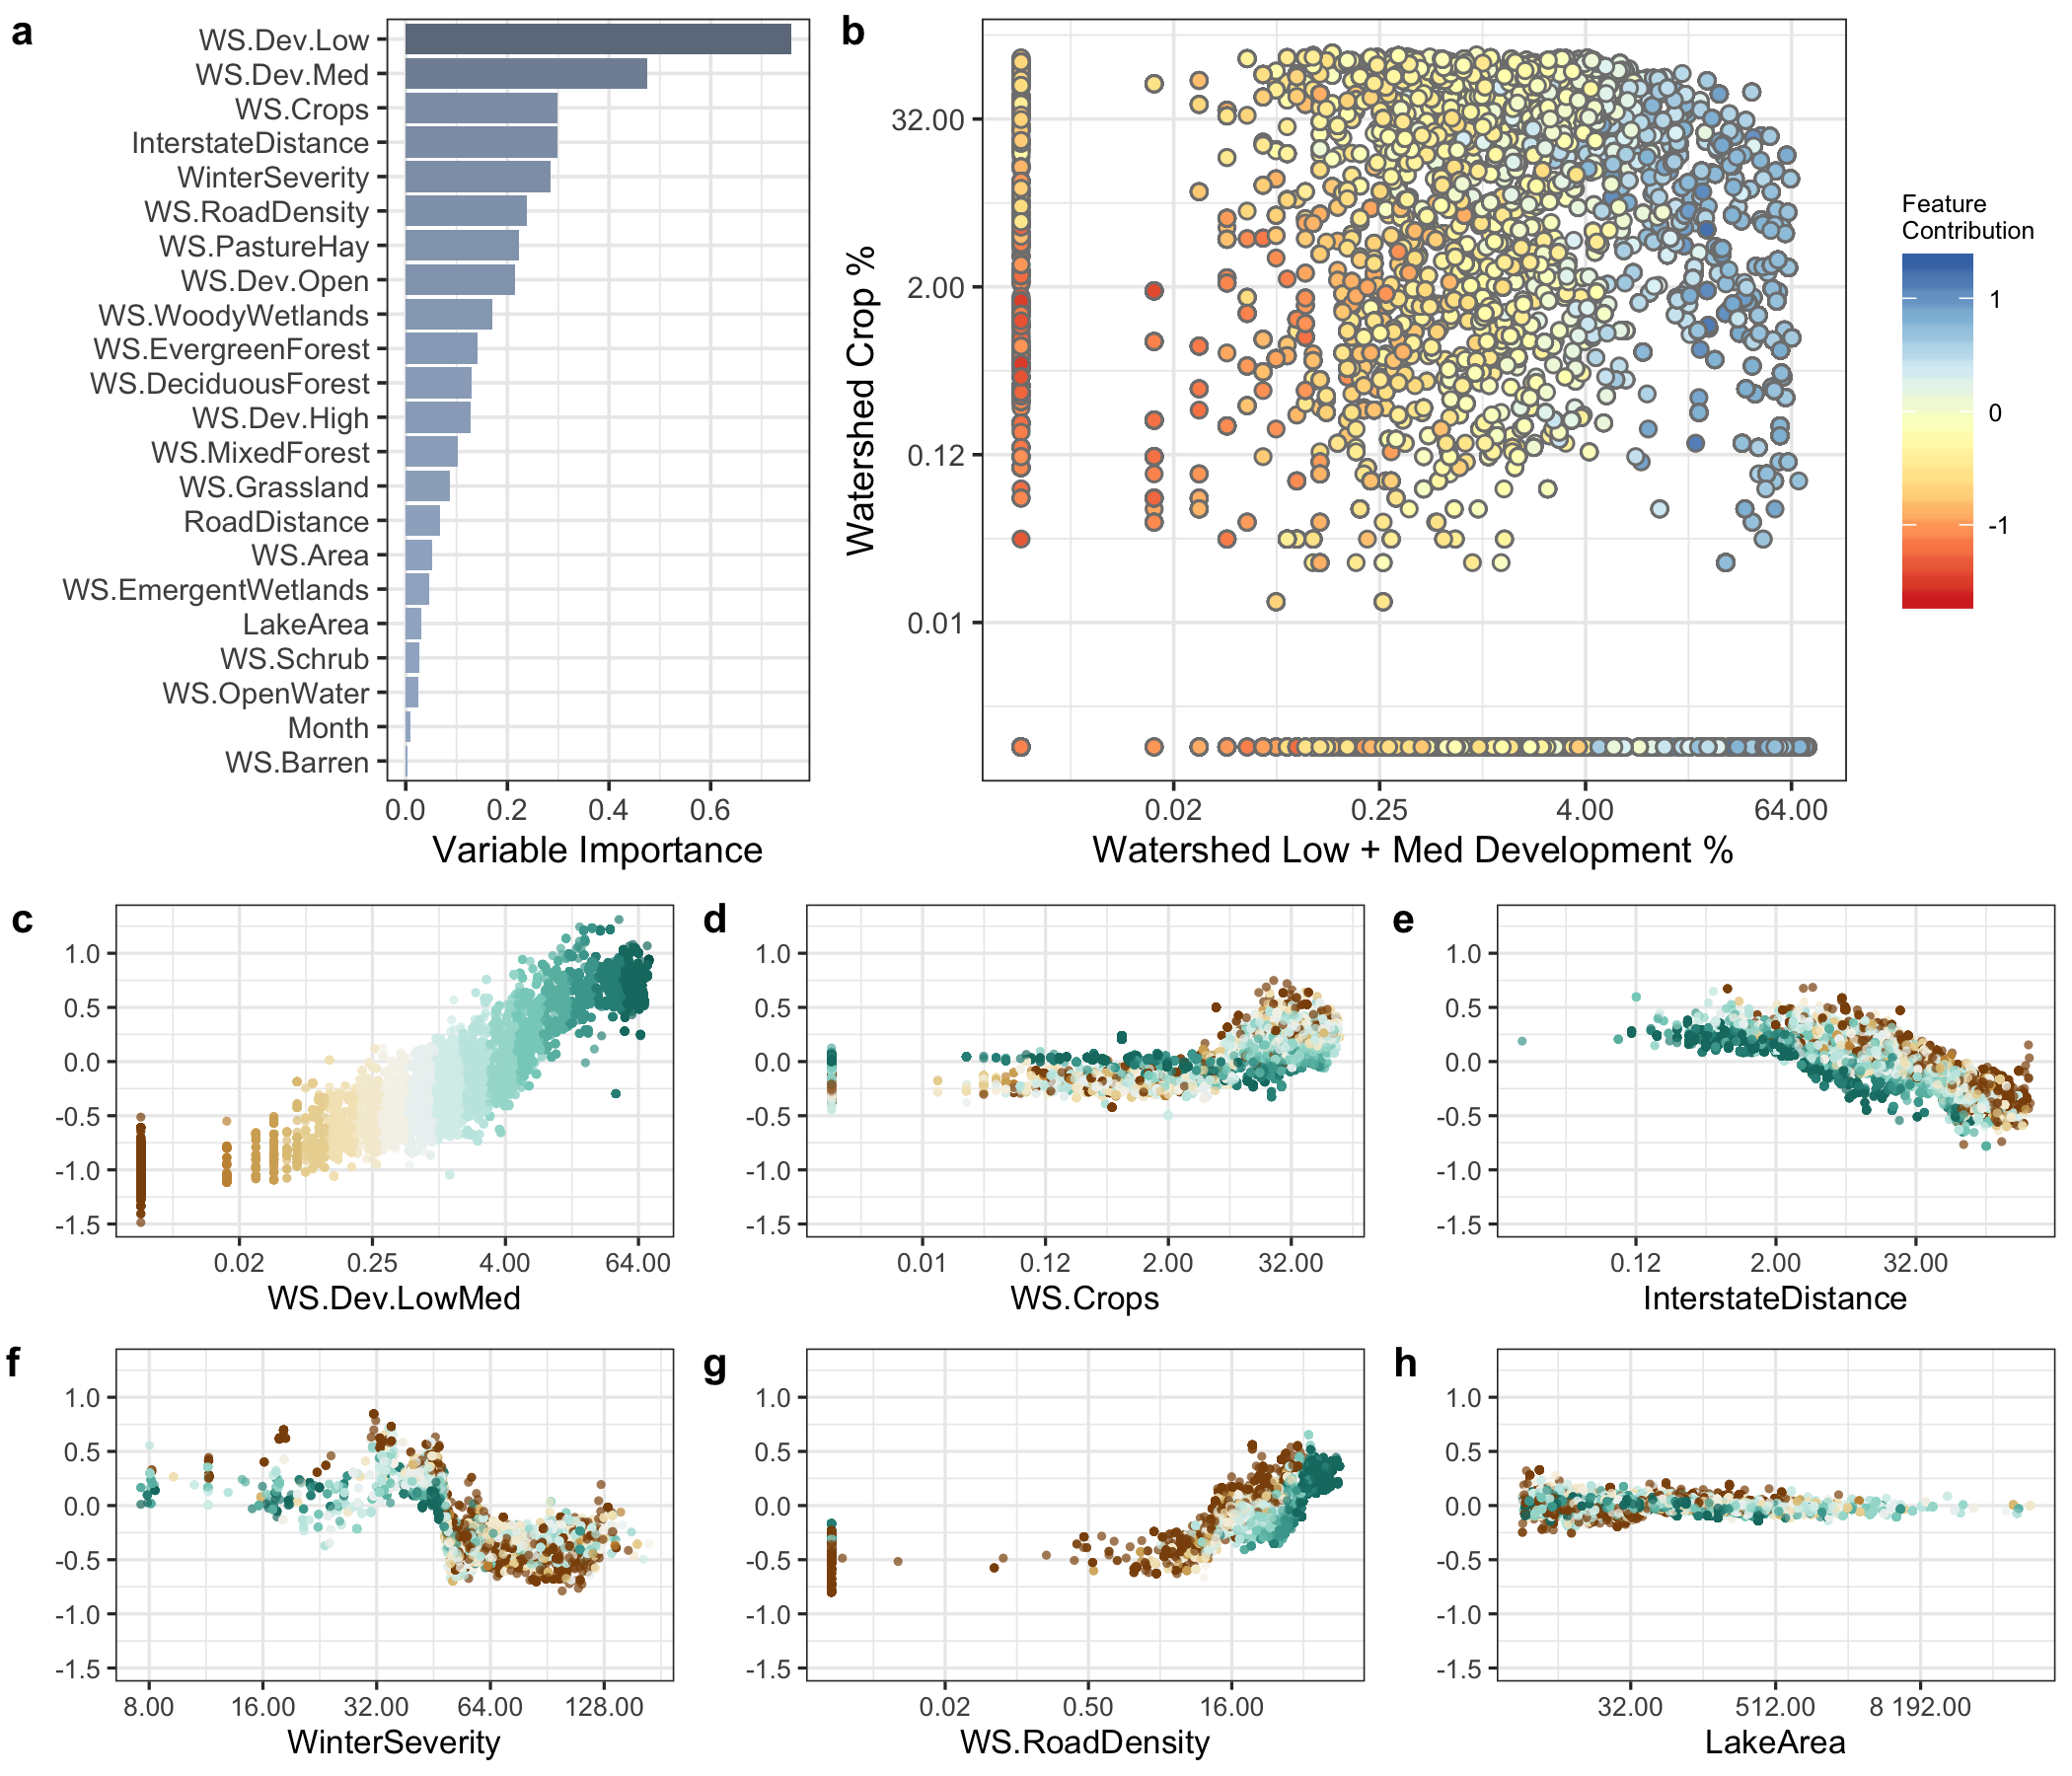 a
WS.Dev.Low
WS.Dev.Med
WS.Crops
InterstateDistance
WinterSeverity
WS.RoadDensity
WS.PastureHay
WS.Dev.Open
WS.WoodyWetlands
WS.EvergreenForest
WS.DeciduousForest
WS.Dev.High
WS.MixedForest
WS.Grassland
RoadDistance
WS.Area
WS.EmergentWetlands
LakeArea
WS.Schrub
WS.OpenWater
Month
WS.Barren
0.0 0.2 0.4 0.6
Variable Importance
b
Watershed Crop %
32.00
2.00
0.12
0.01
0.02 0.25 4.00 64.00
Watershed Low + Med Development %
Feature
Contribution
1
0
-1
c
1.0
0.5
0.0
-0.5
-1.0
-1.5
0.02 0.25 4.00 64.00
WS.Dev.LowMed
d
1.0
0.5
0.0
-0.5
-1.0
-1.5
0.01 0.12 2.00 32.00
WS.Crops
e
1.0
0.5
0.0
-0.5
-1.0
-1.5
0.12 2.00 32.00
InterstateDistance
f
1.0
0.5
0.0
-0.5
-1.0
-1.5
8.00 16.00 32.00 64.00 128.00
WinterSeverity
g
1.0
0.5
0.0
-0.5
-1.0
-1.5
0.02 0.50 16.00
WS.RoadDensity
h
1.0
0.5
0.0
-0.5
-1.0
-1.5
32.00 512.00 8 192.00
LakeArea